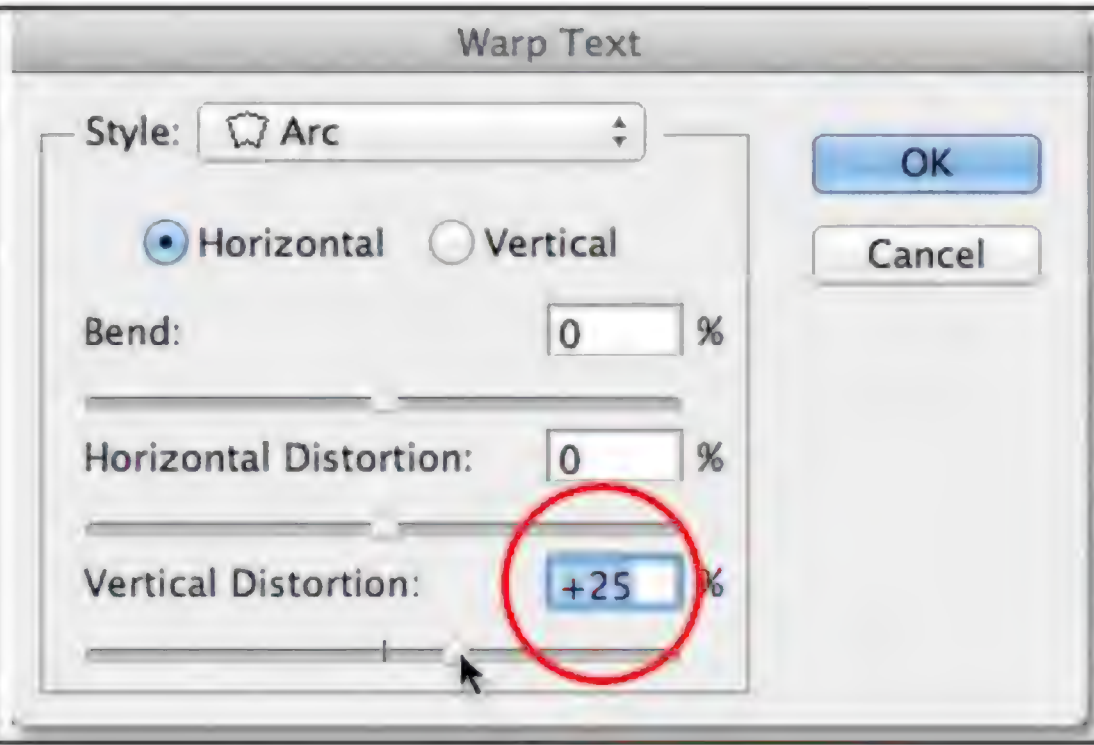 Warp Text
Style: Arc
OK
Horizontal Vertical
Cancel
Bend: 0 %
Horizontal Distortion: 0 %
Vertical Distortion: +25 %